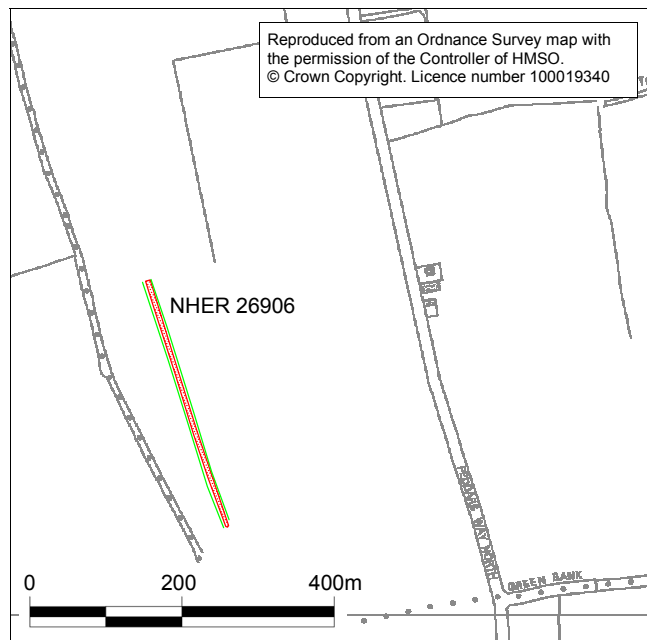 Reproduced from an Ordnance Survey map with
the permission of the Controller of HMSO.
© Crown Copyright. Licence number 100019340
NHER 26906
GREEN BANK
0 200 400m